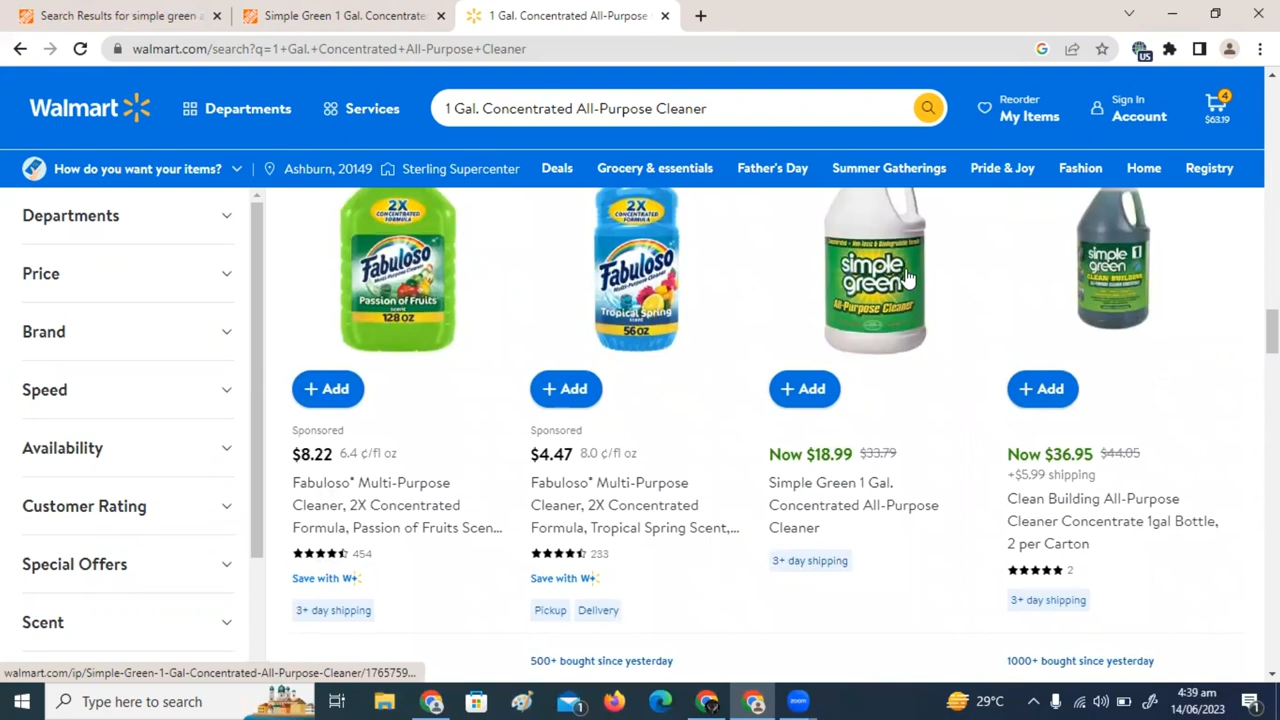 Search Results for simple green a
Simple Green 1 Gal. Concentrate
1 Gal. Concentrated All-Purpose
walmart.com/search?q=1+Gal.+Concentrated+All-Purpose+Cleaner
US
Walmart
Departments
Services
1 Gal. Concentrated All-Purpose Cleaner
Reorder
My Items
Sign In
Account
4
$63.19
How do you want your items?
Ashburn, 20149
Sterling Supercenter
Deals
Grocery & essentials
Father's Day
Summer Gatherings
Pride & Joy
Fashion
Home
Registry
Departments
Price
Brand
Speed
Availability
Customer Rating
Special Offers
Scent
2X
CONCENTRATED
FORMULA
Fabuloso
Multi-Purpose
Cleaner
Passion of Fruits
128 oz
2X
CONCENTRATED
FORMULA
Fabuloso
Multi-Purpose
Cleaner
Tropical Spring
56 oz
simple
green
All-Purpose Cleaner
simple
green
CLEAN BUILDING
+ Add
+ Add
+ Add
+ Add
Sponsored
$8.22 6.4 ¢/fl oz
Fabuloso® Multi-Purpose
Cleaner, 2X Concentrated
Formula, Passion of Fruits Scen...
454
Save with W+
3+ day shipping
Sponsored
$4.47 8.0 ¢/fl oz
Fabuloso® Multi-Purpose
Cleaner, 2X Concentrated
Formula, Tropical Spring Scent,...
233
Save with W+
Pickup
Delivery
Now $18.99 $33.79
Simple Green 1 Gal.
Concentrated All-Purpose
Cleaner
3+ day shipping
Now $36.95 $44.05
+$5.99 shipping
Clean Building All-Purpose
Cleaner Concentrate 1gal Bottle,
2 per Carton
2
3+ day shipping
500+ bought since yesterday
1000+ bought since yesterday
walmart.com/ip/Simple-Green-1-Gal-Concentrated-All-Purpose-Cleaner/1765759...
Type here to search
1
zoom
29°C
4:39 am
14/06/2023
1